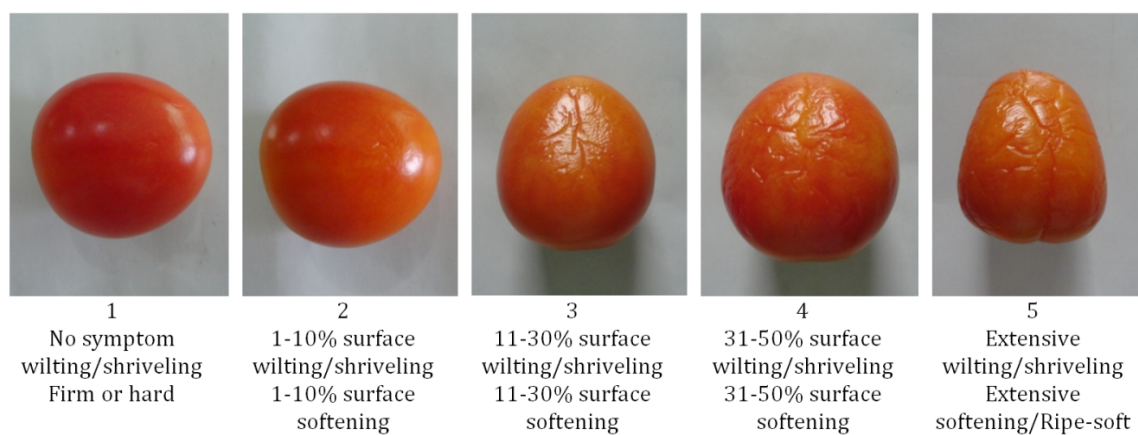 1
No symptom
wilting/shriveling
Firm or hard
2
1-10% surface
wilting/shriveling
1-10% surface
softening
3
11-30% surface
wilting/shriveling
11-30% surface
softening
4
31-50% surface
wilting/shriveling
31-50% surface
softening
5
Extensive
wilting/shriveling
Extensive
softening/Ripe-soft